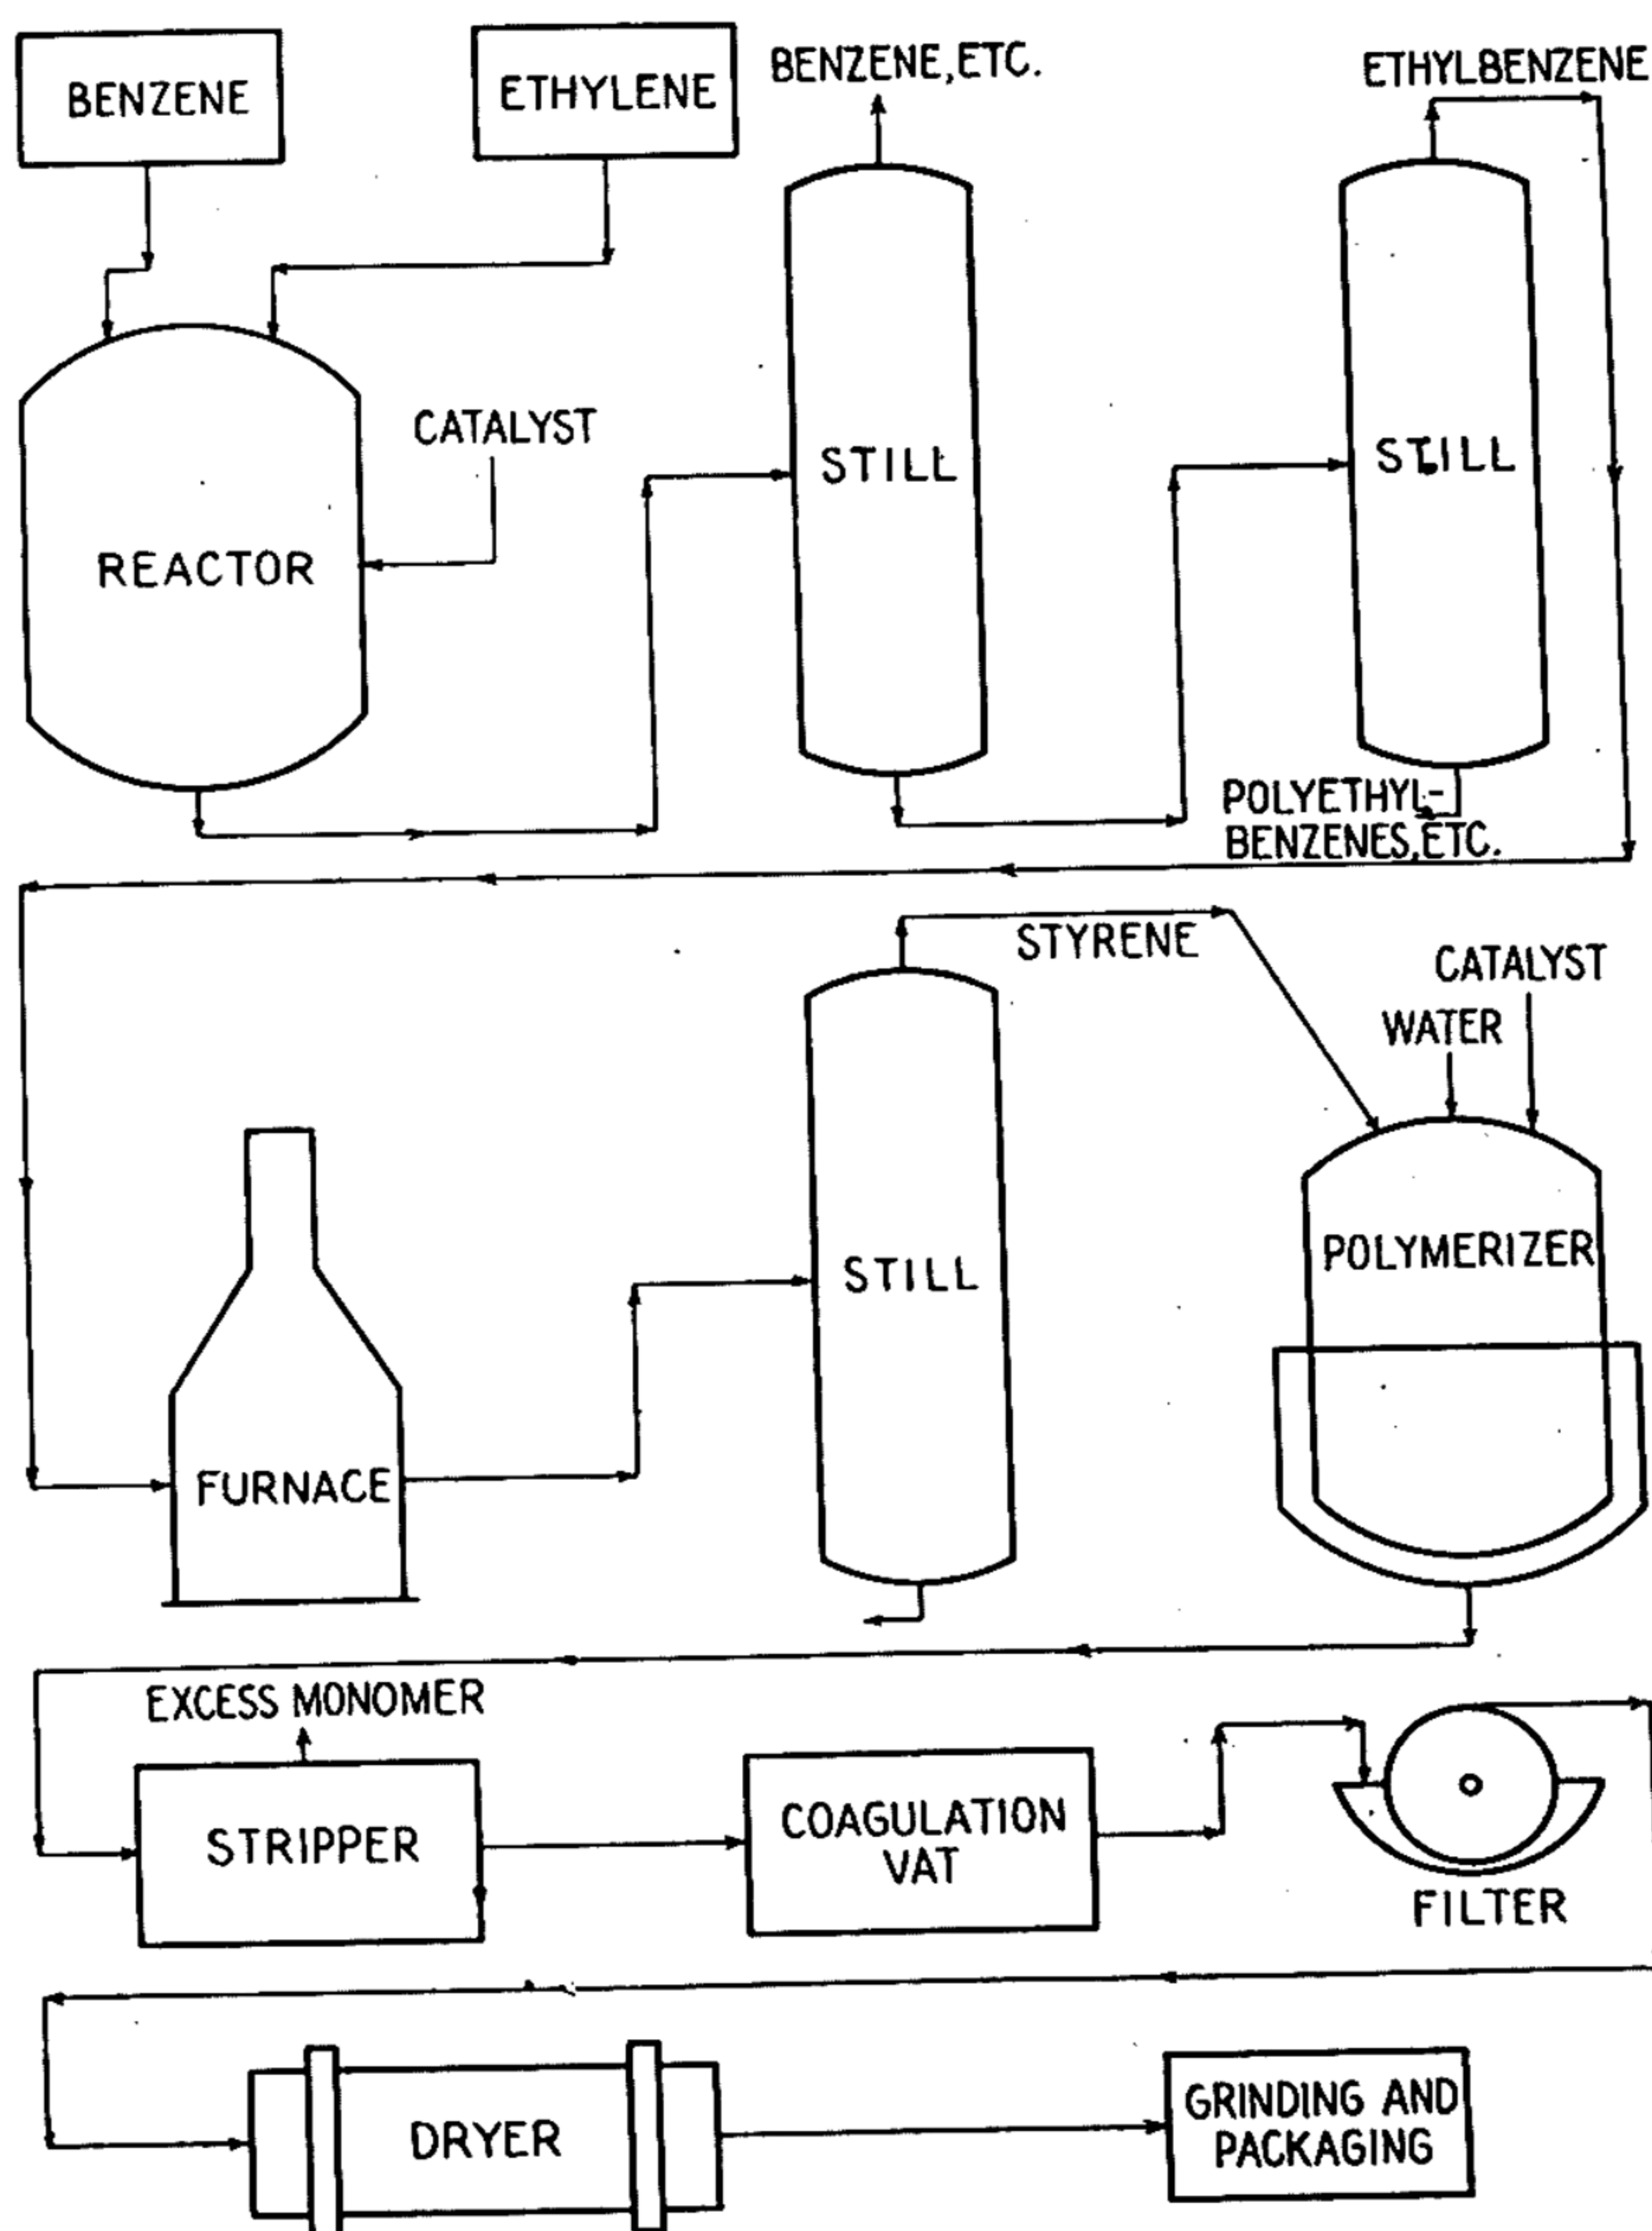 BENZENE
ETHYLENE
BENZENE, ETC.
ETHYLBENZENE
CATALYST
REACTOR
STILL
STILL
POLYETHYL-
BENZENES, ETC.
STYRENE
CATALYST
WATER
POLYMERIZER
STILL
FURNACE
EXCESS MONOMER
STRIPPER
COAGULATION
VAT
FILTER
DRYER
GRINDING AND
PACKAGING